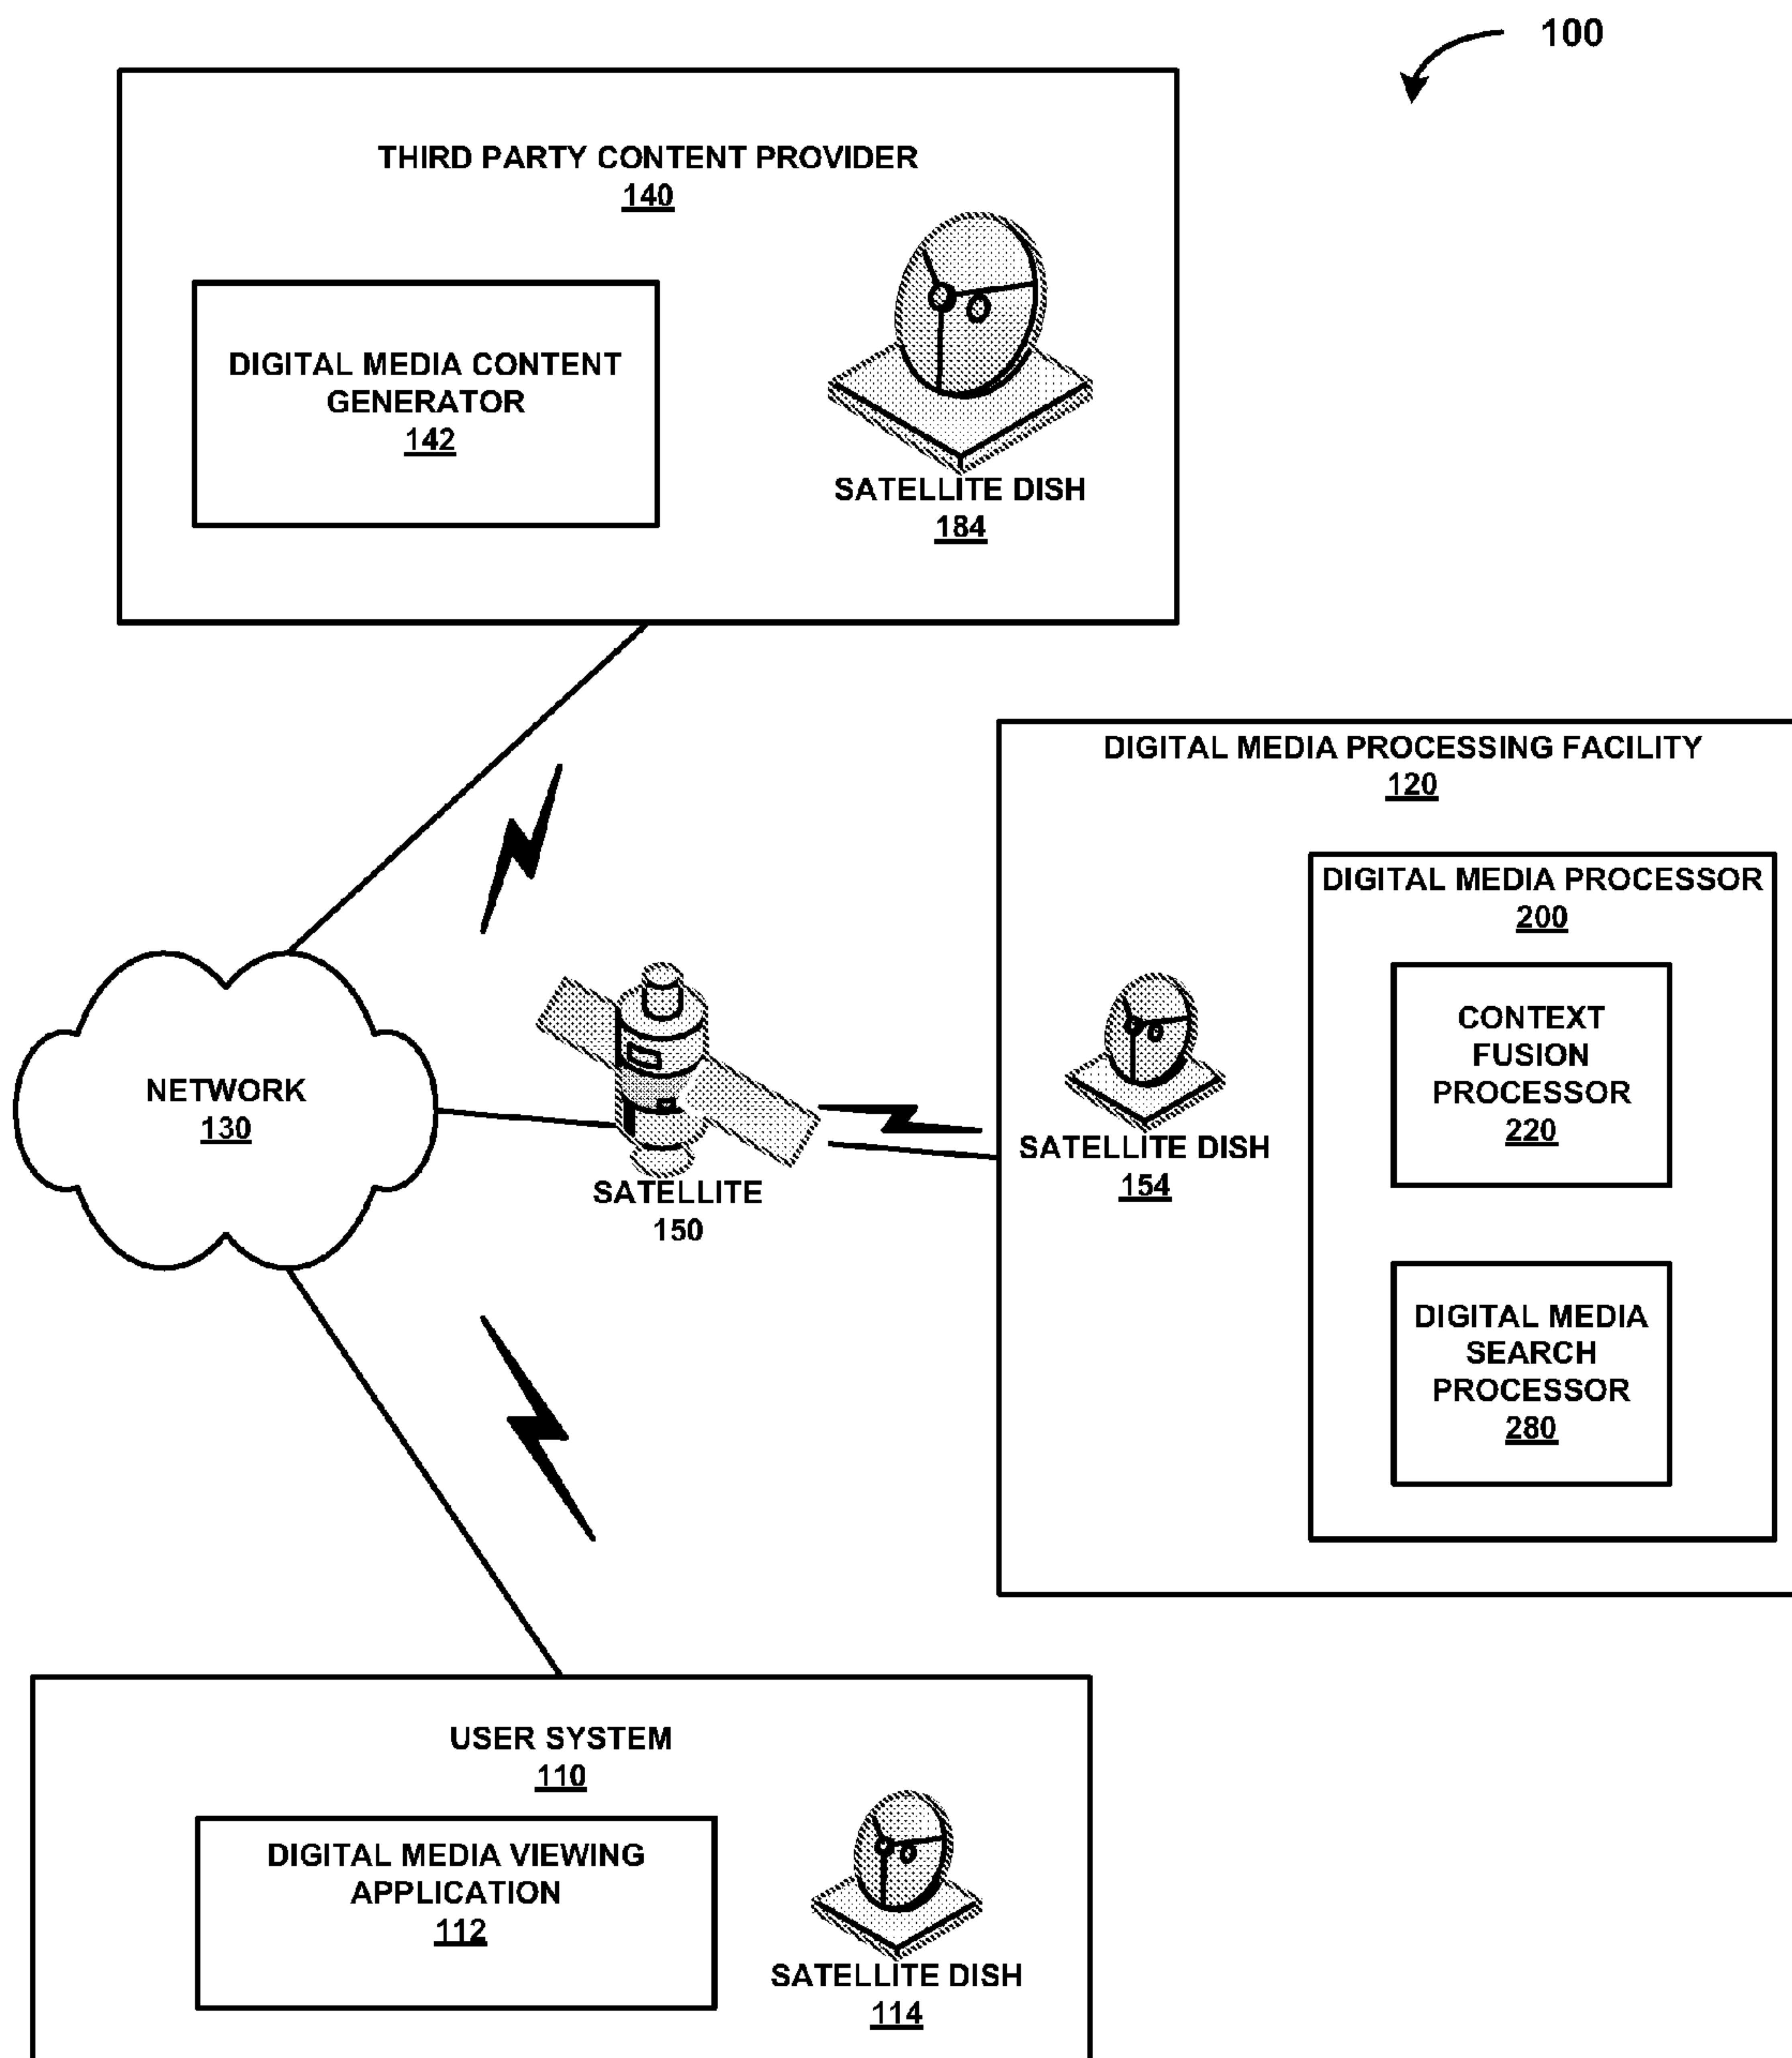 100
THIRD PARTY CONTENT PROVIDER
140
DIGITAL MEDIA CONTENT
GENERATOR
142
SATELLITE DISH
184
DIGITAL MEDIA PROCESSING FACILITY
120
DIGITAL MEDIA PROCESSOR
200
CONTEXT
FUSION
PROCESSOR
220
SATELLITE DISH
154
NETWORK
130
SATELLITE
150
DIGITAL MEDIA
SEARCH
PROCESSOR
280
USER SYSTEM
110
DIGITAL MEDIA VIEWING
APPLICATION
112
SATELLITE DISH
114